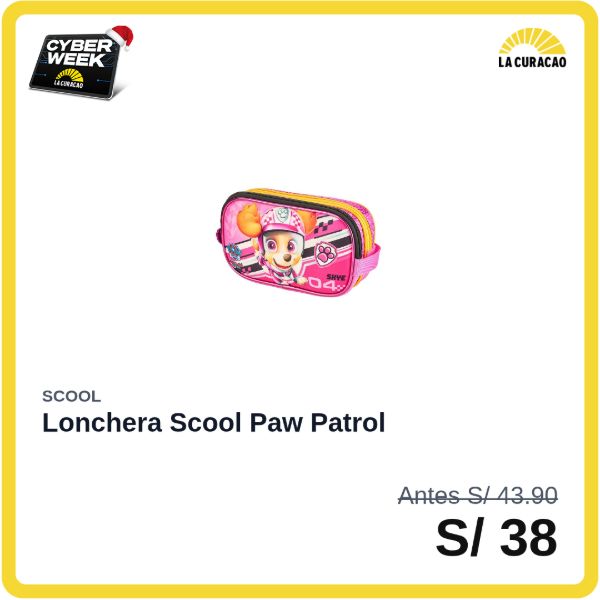 CYBER
WEEK
LA CURACAO
LA CURACAO
SKYE
04
SCOOL
Lonchera Scool Paw Patrol
Antes S/ 43.90
S/ 38